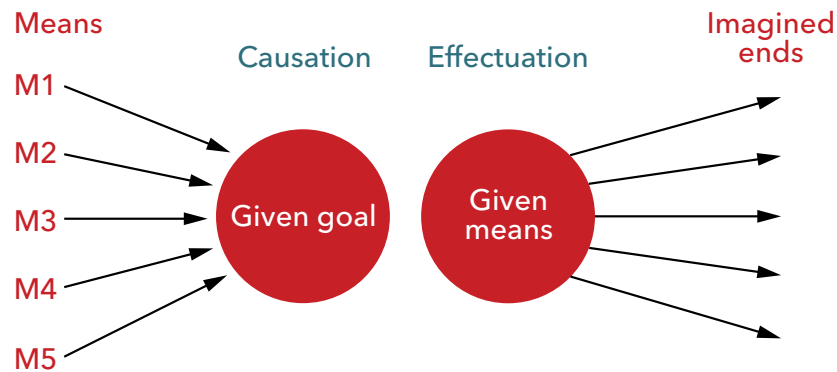 Means
Causation
Effectuation
Imagined
ends
M1
M2
M3
M4
M5
Given goal
Given
means